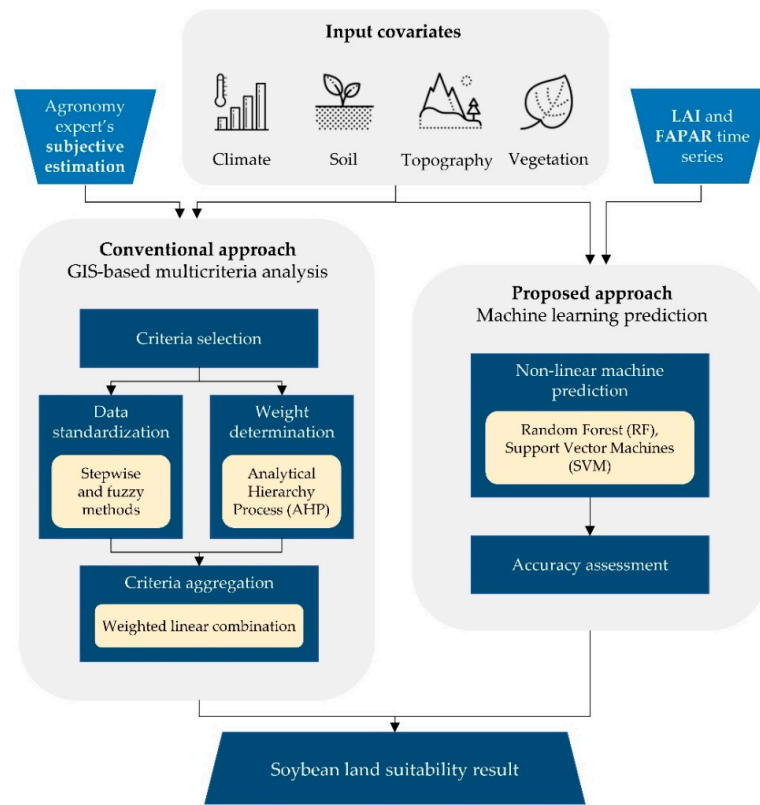 Input covariates
Climate
Soil
Topography
Vegetation
Agronomy
expert's
subjective
estimation
LAI and
FAPAR time
series
Conventional approach
GIS-based multicriteria analysis
Criteria selection
Data
standardization
Stepwise
and fuzzy
methods
Weight
determination
Analytical
Hierarchy
Process (AHP)
Criteria aggregation
Weighted linear combination
Proposed approach
Machine learning prediction
Non-linear machine
prediction
Random Forest (RF),
Support Vector Machines
(SVM)
Accuracy assessment
Soybean land suitability result